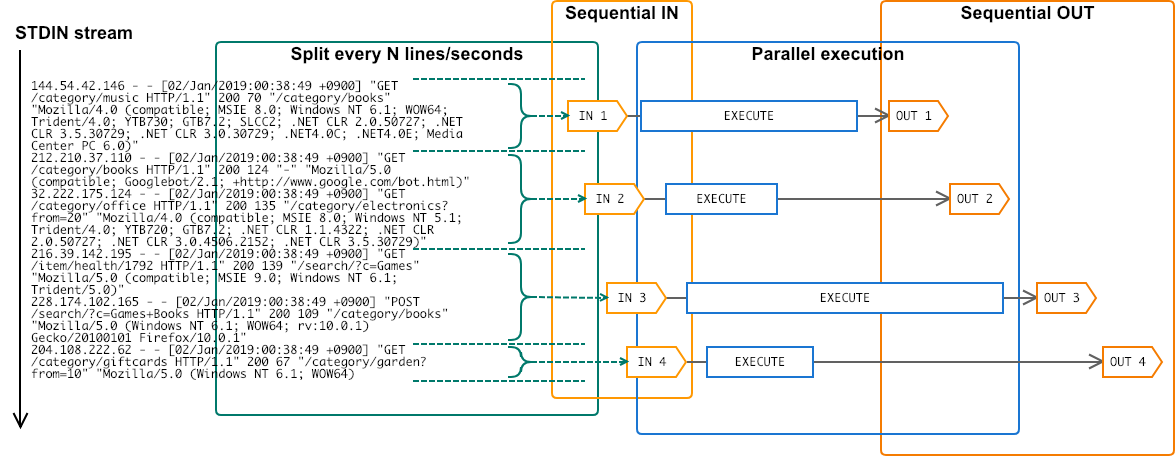 Sequential IN
Sequential OUT
STDIN stream
Split every N lines/seconds
Parallel execution
144.54.42.146 - - [02/Jan/2019:00:38:49 +0900] "GET
/category/music HTTP/1.1" 200 70 "/category/books"
"Mozilla/4.0 (compatible; MSIE 8.0; Windows NT 6.1; WOW64;
Trident/4.0; YTB730; GTB7.2; SLCC2; .NET CLR 2.0.50727; .NET
CLR 3.5.30729; .NET CLR 3.0.30729; .NET4.0C; .NET4.0E; Media
Center PC 6.0)"
212.210.37.110 - - [02/Jan/2019:00:38:49 +0900] "GET
/category/books HTTP/1.1" 200 124 "-" "Mozilla/5.0
(compatible; Googlebot/2.1; +http://www.google.com/bot.html)"
32.222.175.124 - - [02/Jan/2019:00:38:49 +0900] "GET
/category/office HTTP/1.1" 200 135 "/category/electronics?
from=20" "Mozilla/4.0 (compatible; MSIE 8.0; Windows NT 5.1;
Trident/4.0; YTB720; GTB7.2; .NET CLR 1.1.4322; .NET CLR
2.0.50727; .NET CLR 3.0.4506.2152; .NET CLR 3.5.30729)"
216.39.142.195 - - [02/Jan/2019:00:38:49 +0900] "GET
/item/health/1792 HTTP/1.1" 200 139 "/search/?c=Games"
"Mozilla/5.0 (compatible; MSIE 9.0; Windows NT 6.1;
Trident/5.0)"
228.174.102.165 - - [02/Jan/2019:00:38:49 +0900] "POST
/search/?c=Games+Books HTTP/1.1" 200 109 "/category/books"
"Mozilla/5.0 (Windows NT 6.1; WOW64; rv:10.0.1)
Gecko/20100101 Firefox/10.0.1"
204.108.222.62 - - [02/Jan/2019:00:38:49 +0900] "GET
/category/giftcards HTTP/1.1" 200 67 "/category/garden?
from=10" "Mozilla/5.0 (Windows NT 6.1; WOW64)
IN 1
EXECUTE
OUT 1
IN 2
EXECUTE
OUT 2
IN 3
EXECUTE
OUT 3
IN 4
EXECUTE
OUT 4